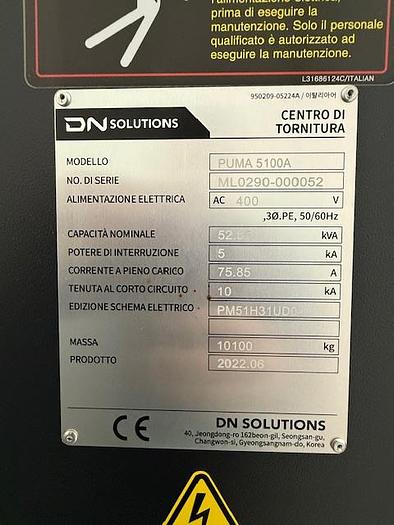 prima di eseguire la
manutenzione. Solo il personale
qualificato è autorizzato ad
eseguire la manutenzione.
L31686124C/ITALIAN
950209-05224A / 이탈리아어
DN SOLUTIONS
CENTRO DI
TORNITURA
MODELLO PUMA 5100A
NO. DI SERIE ML0290-000052
ALIMENTAZIONE ELETTRICA AC 400 V
,3Ø.PE, 50/60Hz
CAPACITÀ NOMINALE kVA
POTERE DI INTERRUZIONE 5 kA
CORRENTE A PIENO CARICO 75.85 A
TENUTA AL CORTO CIRCUITO 10 kA
EDIZIONE SCHEMA ELETTRICO
MASSA 10100 kg
PRODOTTO 2022.06
CE
DN SOLUTIONS
40, Jeongdong-ro 162beon-gil, Seongsan-gu,
Changwon-si, Gyeongsangnam-do, Korea